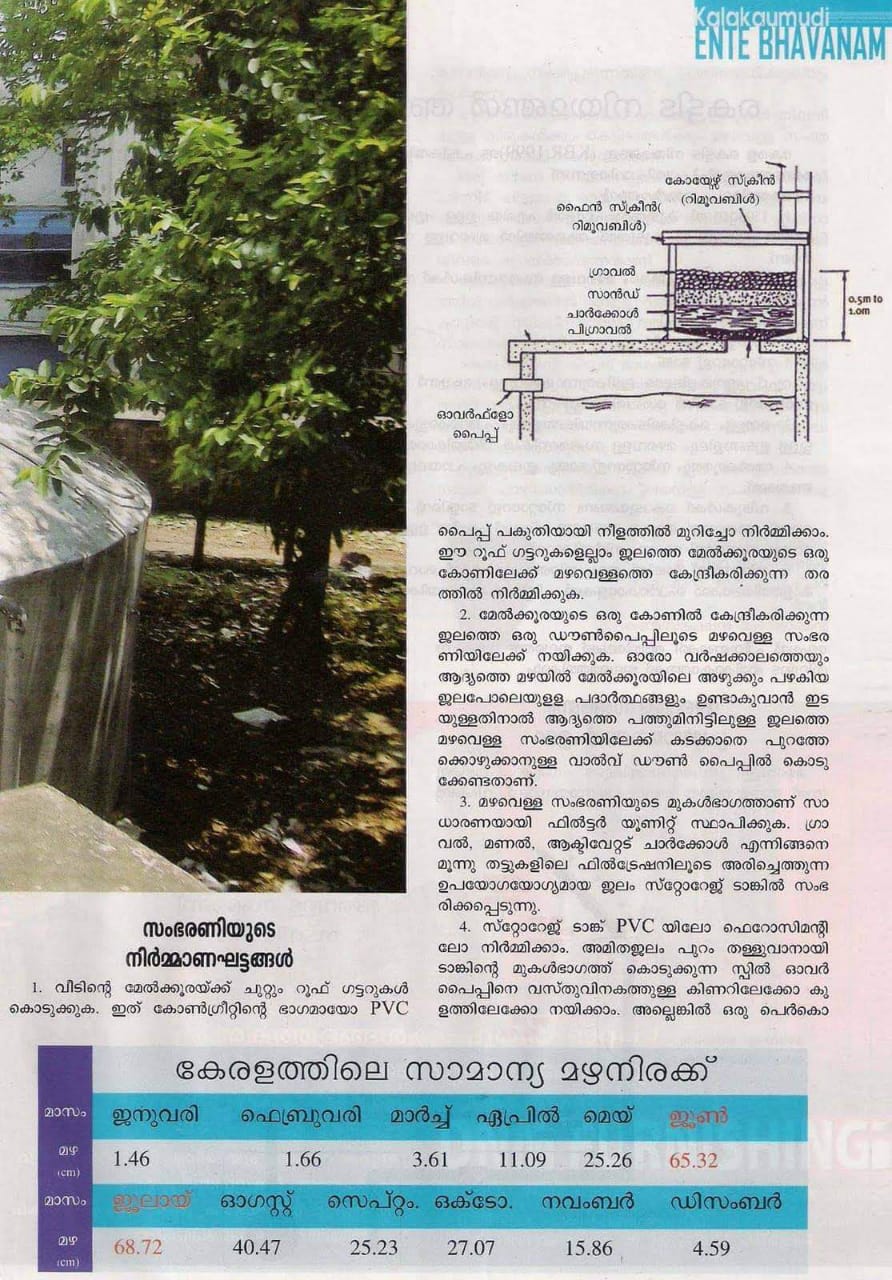 Kalakaumudi
ENTE BHAVANAM
കോയേഴ്സ് സ്ക്രീൻ
(റിമൂവബിൾ)
ഫൈൻ സ്ക്രീൻ(
റിമൂവബിൾ)
ഗ്രാവൽ
സാൻഡ്
ചാർക്കോൾ
പിഗ്രാവൽ
0.5m to
1.0m
ഓവർഫ്ളോ
പൈപ്പ്
സംഭരണിയുടെ
നിർമ്മാണഘട്ടങ്ങൾ
1. വീടിന്റെ മേൽക്കൂരയ്ക്ക് ചുറ്റും റൂഫ് ഗട്ടറുകൾ
കൊടുക്കുക. ഇത് കോൺഗ്രീറ്റിന്റെ ഭാഗമായോ PVC
പൈപ്പ് പകുതിയായി നീളത്തിൽ മുറിച്ചോ നിർമ്മിക്കാം.
ഈ റൂഫ് ഗട്ടറുകളെല്ലാം ജലത്തെ മേൽക്കൂരയുടെ ഒരു
കോണിലേക്ക് മഴവെള്ളത്തെ കേന്ദ്രീകരിക്കുന്ന തര
ത്തിൽ നിർമ്മിക്കുക.
2. മേൽക്കൂരയുടെ ഒരു കോണിൽ കേന്ദ്രീകരിക്കുന്ന
ജലത്തെ ഒരു ഡൗൺപൈപ്പിലൂടെ മഴവെള്ള സംഭര
ണിയിലേക്ക് നയിക്കുക. ഓരോ വർഷക്കാലത്തെയും
ആദ്യത്തെ മഴയിൽ മേൽക്കൂരയിലെ അഴുക്കും പഴകിയ
ജലപോലെയുളള പദാർത്ഥങ്ങളും ഉണ്ടാകുവാൻ ഇട
യുള്ളതിനാൽ ആദ്യത്തെ പത്തുമിനിട്ടിലുള്ള ജലത്തെ
മഴവെള്ള സംഭരണിയിലേക്ക് കടക്കാതെ പുറത്തേ
ക്കൊഴുക്കാനുള്ള വാൽവ് ഡൗൺ പൈപ്പിൽ കൊടു
ക്കേണ്ടതാണ്.
3. മഴവെള്ള സംഭരണിയുടെ മുകൾഭാഗത്താണ് സാ
ധാരണയായി ഫിൽട്ടർ യൂണിറ്റ് സ്ഥാപിക്കുക. ഗ്രാ
വൽ, മണൽ, ആക്ടിവേറ്റട് ചാർക്കോൾ എന്നിങ്ങനെ
മൂന്നു തട്ടുകളിലെ ഫിൽട്രേഷനിലൂടെ അരിച്ചെത്തുന്ന
ഉപയോഗയോഗ്യമായ ജലം സ്റ്റോറേജ് ടാങ്കിൽ സംഭ
രിക്കപ്പെടുന്നു.
4. സ്റ്റോറേജ് ടാങ്ക് PVC യിലോ ഫെറോസിമന്റി
ലോ നിർമ്മിക്കാം. അമിതജലം പുറം തള്ളുവാനായി
ടാങ്കിന്റെ മുകൾഭാഗത്ത് കൊടുക്കുന്ന സ്പിൽ ഓവർ
പൈപ്പിനെ വസ്തുവിനകത്തുള്ള കിണറിലേക്കോ കു
ളത്തിലേക്കോ നയിക്കാം. അല്ലെങ്കിൽ ഒരു പെർകൊ
കേരളത്തിലെ സാമാന്യ മഴനിരക്ക്
മാസം ജനുവരി ഫെബ്രുവരി മാർച്ച് ഏപ്രിൽ മെയ് ജൂൺ
മഴ (cm) 1.46 1.66 3.61 11.09 25.26 65.32
മാസം ജൂലായ് ഓഗസ്റ്റ് സെപ്റ്റം. ഒക്ടോ. നവംബർ ഡിസംബർ
മഴ (cm) 68.72 40.47 25.23 27.07 15.86 4.59